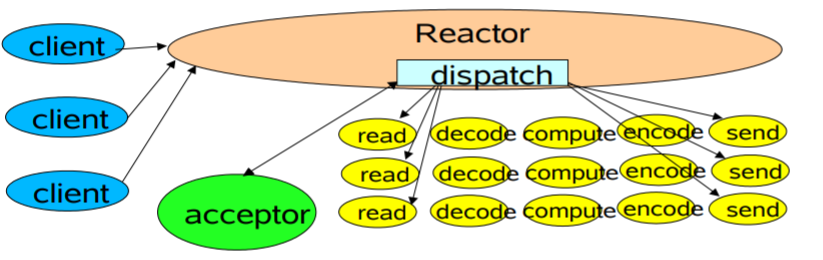 Reactor
client
dispatch
client
read decode compute encode send
client
read decode compute encode send
acceptor
read decode compute encode send